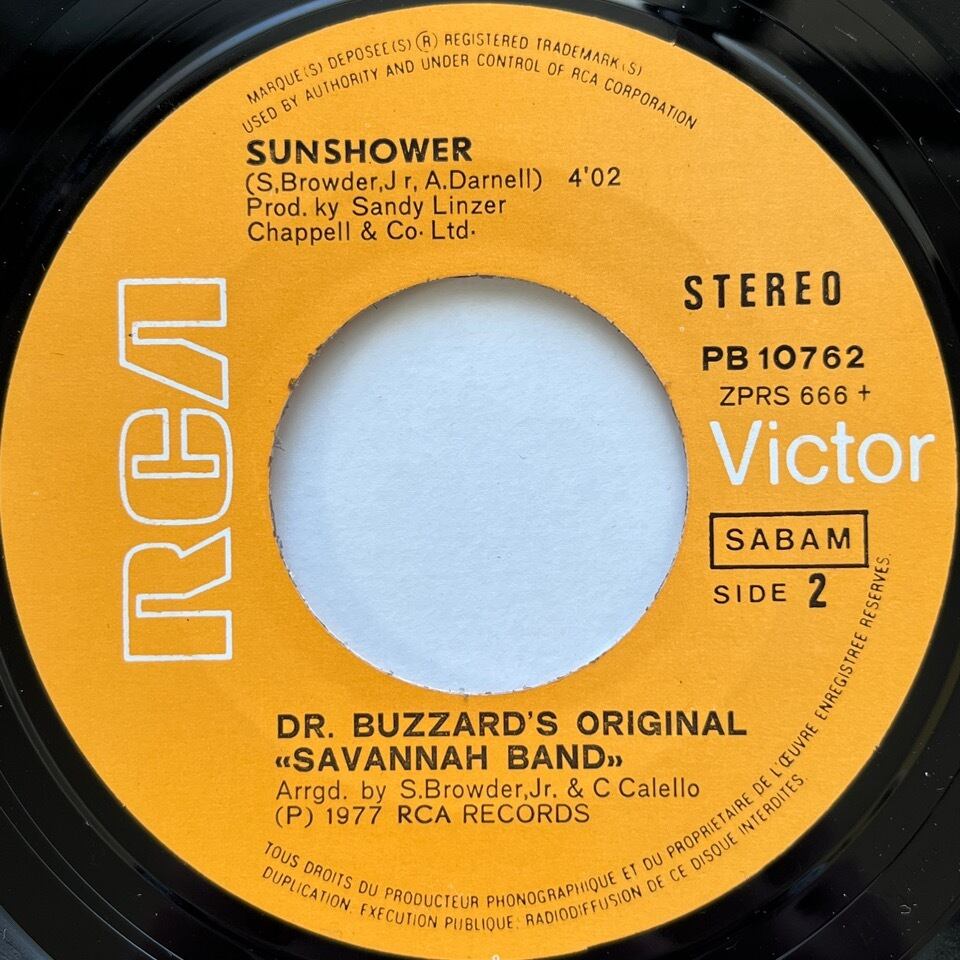 MARQUE(S) DEPOSEE(S) Ⓡ REGISTERED TRADEMARK(S)
USED BY AUTHORITY AND UNDER CONTROL OF RCA CORPORATION
SUNSHOWER
(S,Browder,J r, A.Darnell) 4'02
Prod. ky Sandy Linzer
Chappell & Co. Ltd.
RCA
STEREO
PB 10762
ZPRS 666 +
Victor
SABAM
SIDE 2
DR. BUZZARD'S ORIGINAL
«SAVANNAH BAND»
Arrgd. by S.Browder,Jr. & C Calello
(P) 1977 RCA RECORDS
TOUS DROITS DU PRODUCTEUR PHONOGRAPHIQUE ET DU PROPRIETAIRE DE L'ŒUVRE ENREGISTREE RESERVES.
DUPLICATION. EXECUTION PUBLIQUE. RADIODIFFUSION DE CE DISQUE INTERDITES.